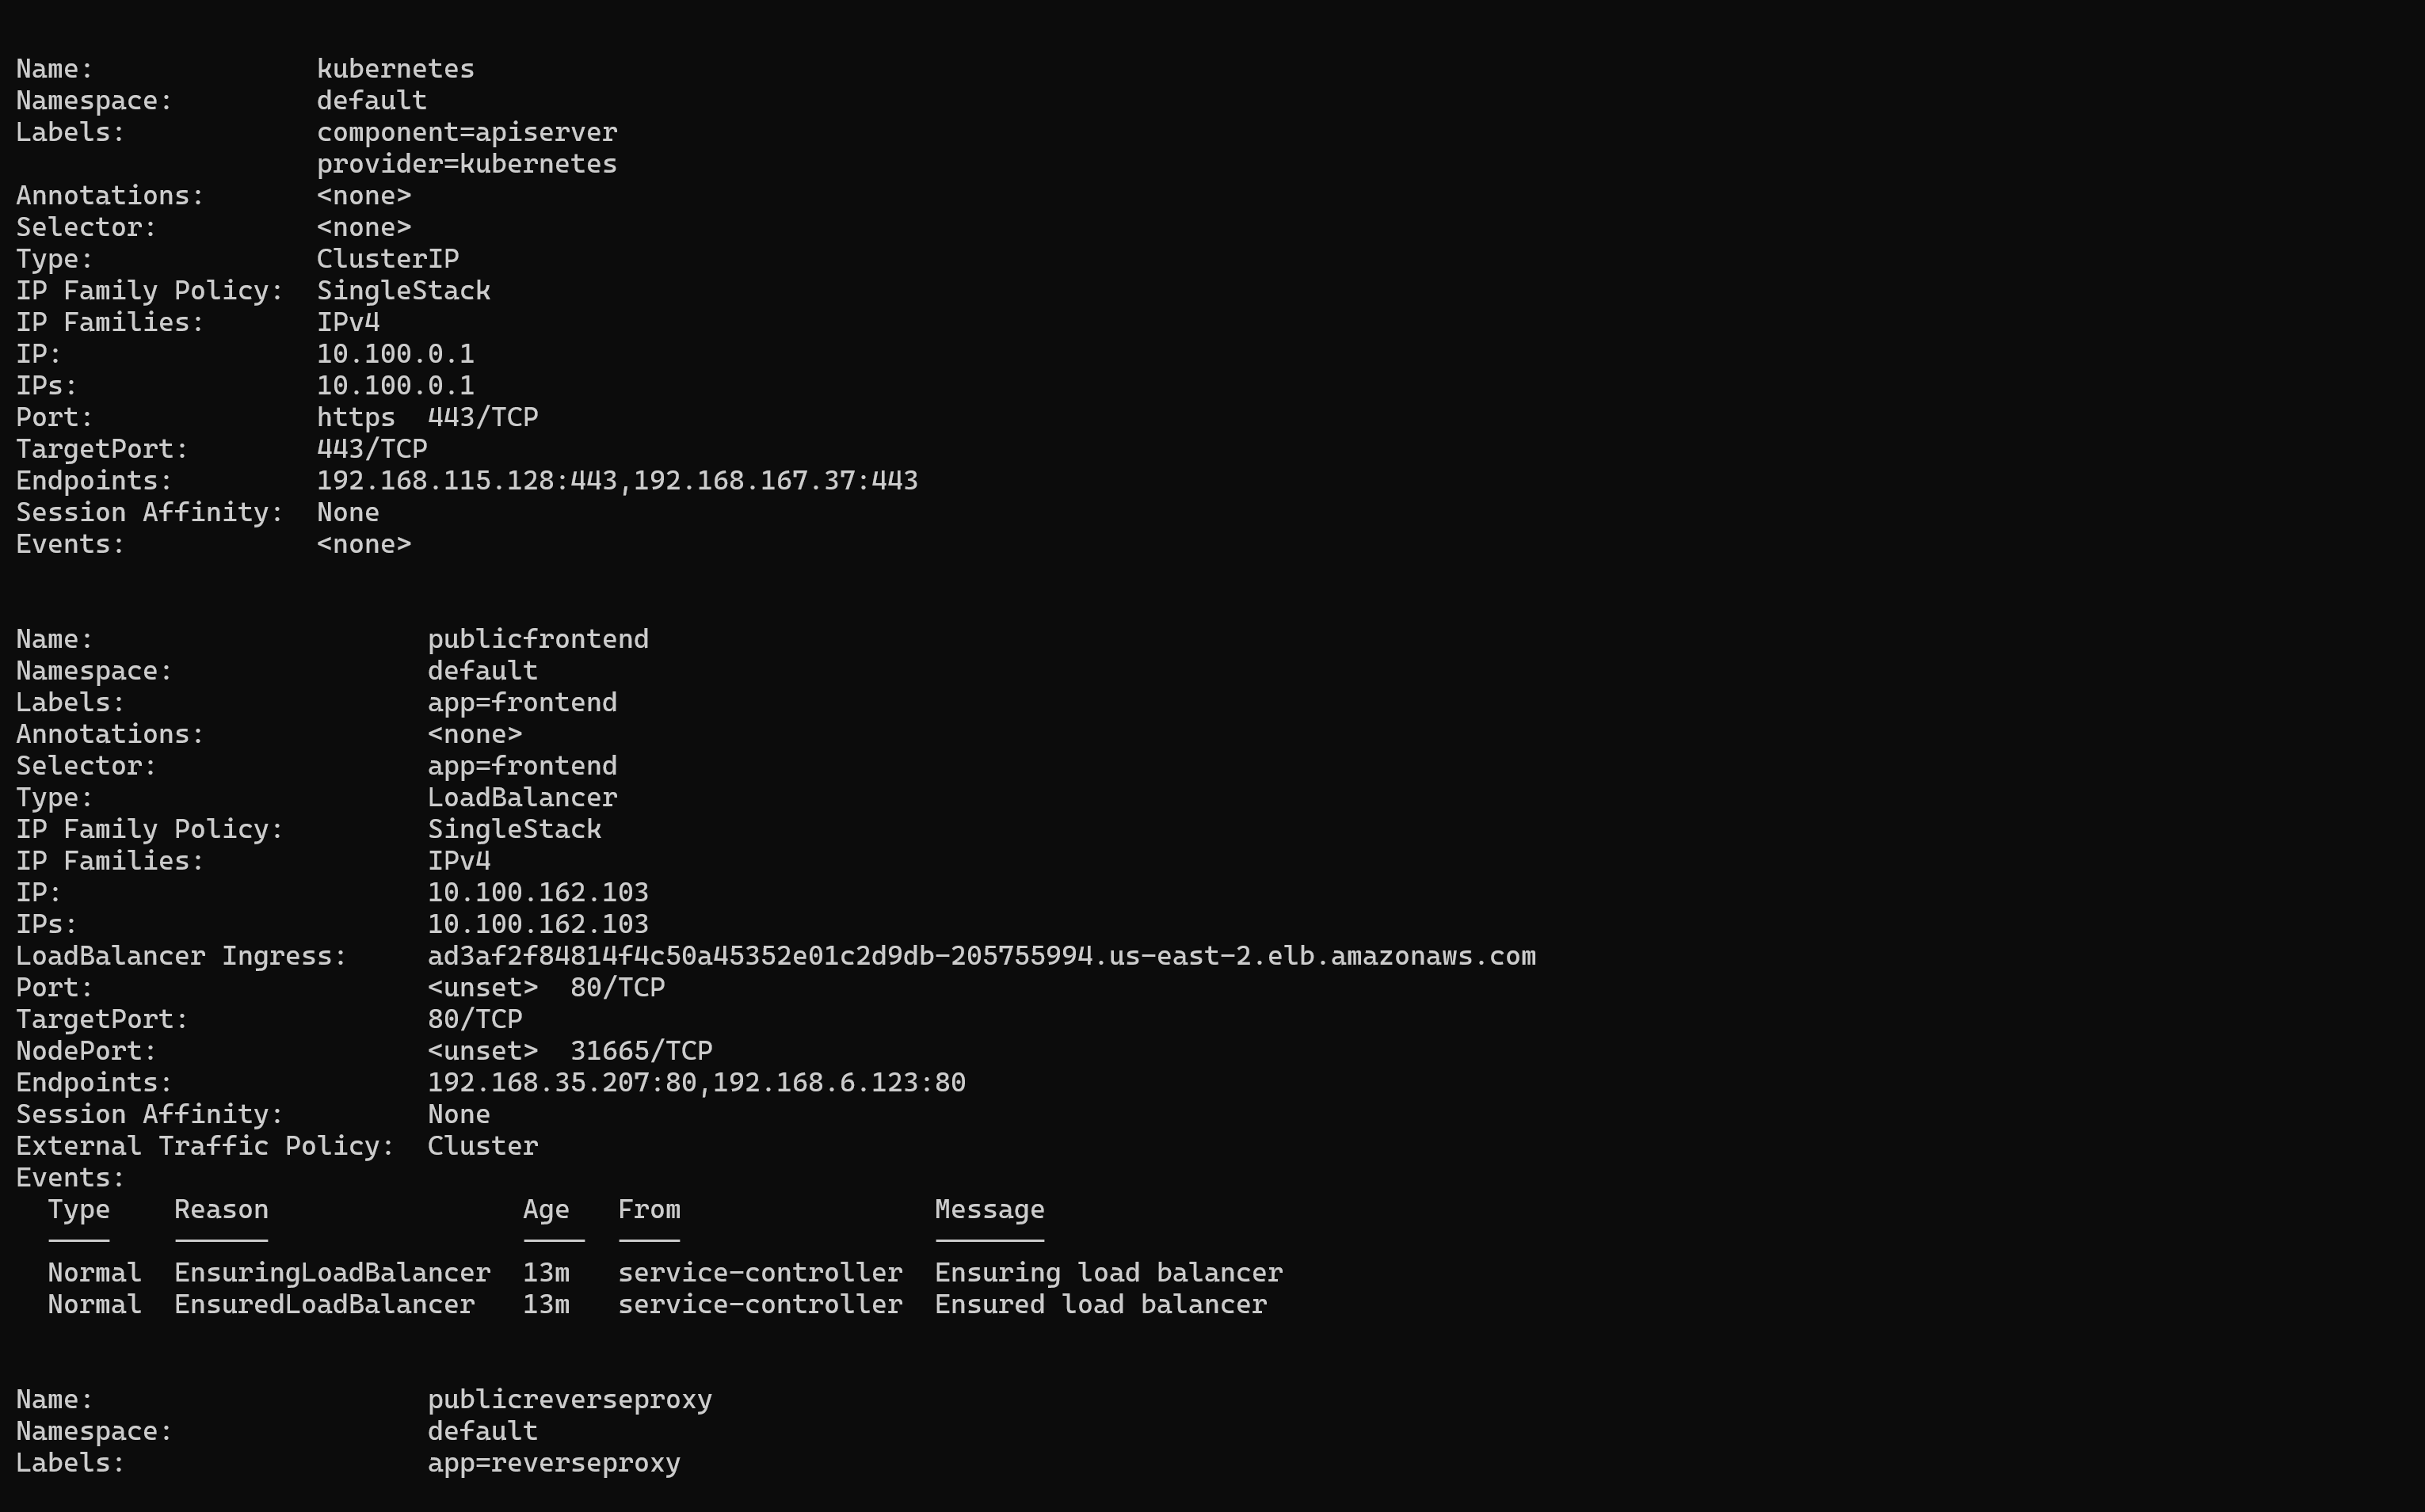 Name:              kubernetes
Namespace:         default
Labels:            component=apiserver
                   provider=kubernetes
Annotations:       <none>
Selector:          <none>
Type:              ClusterIP
IP Family Policy:  SingleStack
IP Families:       IPv4
IP:                10.100.0.1
IPs:               10.100.0.1
Port:              https  443/TCP
TargetPort:        443/TCP
Endpoints:         192.168.115.128:443,192.168.167.37:443
Session Affinity:  None
Events:            <none>
Name:                     publicfrontend
Namespace:                default
Labels:                   app=frontend
Annotations:              <none>
Selector:                 app=frontend
Type:                     LoadBalancer
IP Family Policy:         SingleStack
IP Families:              IPv4
IP:                       10.100.162.103
IPs:                      10.100.162.103
LoadBalancer Ingress:     ad3af2f84814f4c50a45352e01c2d9db-205755994.us-east-2.elb.amazonaws.com
Port:                     <unset>  80/TCP
TargetPort:               80/TCP
NodePort:                 <unset>  31665/TCP
Endpoints:                192.168.35.207:80,192.168.6.123:80
Session Affinity:         None
External Traffic Policy:  Cluster
Events:
  Type    Reason                Age   From                Message
  ----    ------                ----  ----                -------
  Normal  EnsuringLoadBalancer  13m   service-controller  Ensuring load balancer
  Normal  EnsuredLoadBalancer   13m   service-controller  Ensured load balancer
Name:                     publicreverseproxy
Namespace:                default
Labels:                   app=reverseproxy